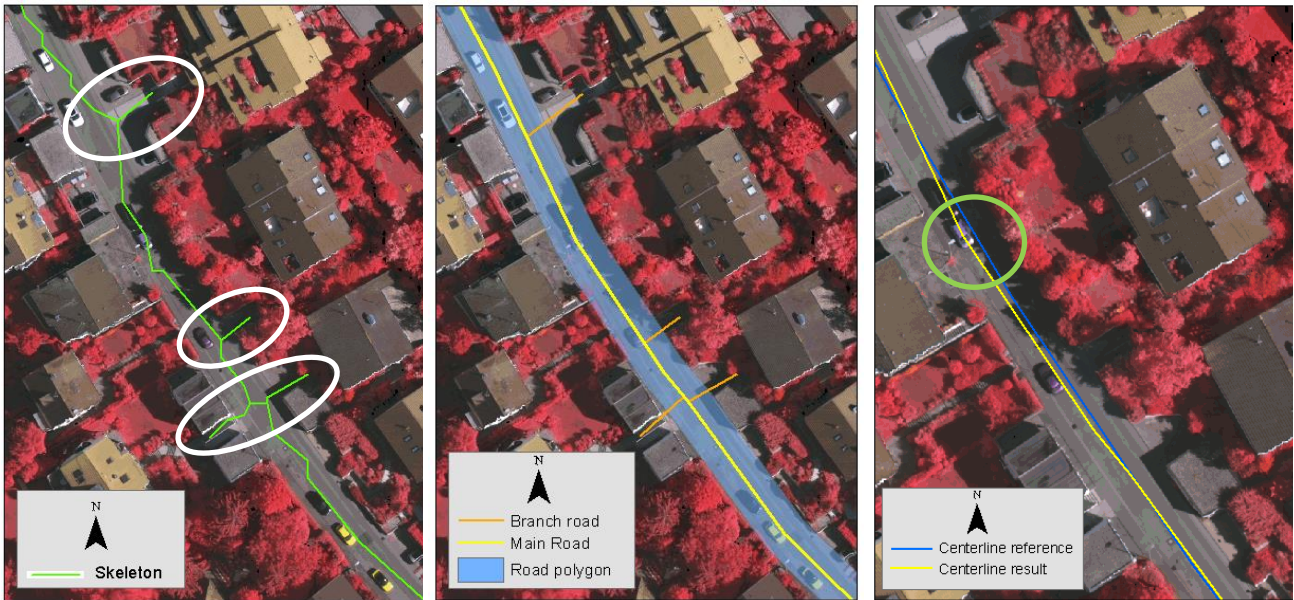 N
Skeleton
N
Branch road
Main Road
Road polygon
N
Centerline reference
Centerline result